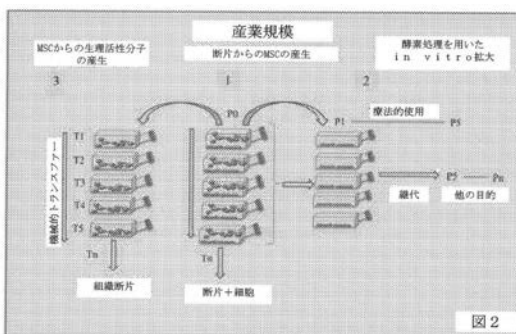 産業規模
MSCからの生理活性分子
の産生
断片からのMSCの産生
酵素処理を用いた
in vitro拡大
3
1
2
P0
P1
療法的使用
P5
T1
T2
T3
T4
T5
機械的トランスファー
P5
Pn
継代
他の目的
Tn
Tn
組織断片
断片+細胞
図2